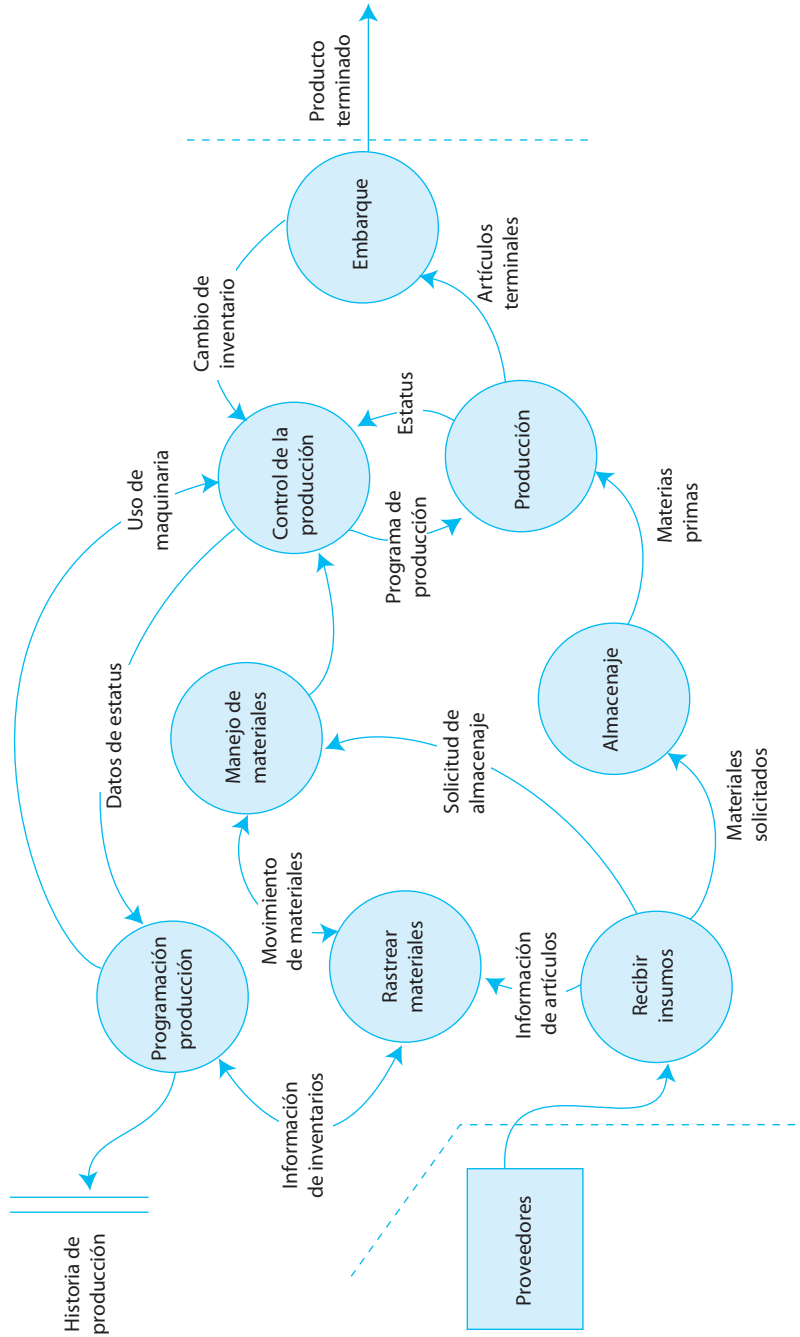 Historia de
producción
Programación
producción
Datos de estatus
Uso de
maquinaria
Cambio de
inventario
Información
de inventarios
Movimiento
de materiales
Manejo de
materiales
Control de la
producción
Embarque
Producto
terminado
Rastrear
materiales
Solicitud de
almacenaje
Programa de
producción
Estatus
Artículos
terminales
Proveedores
Información
de artículos
Recibir
insumos
Materiales
solicitados
Almacenaje
Materias
primas
Producción